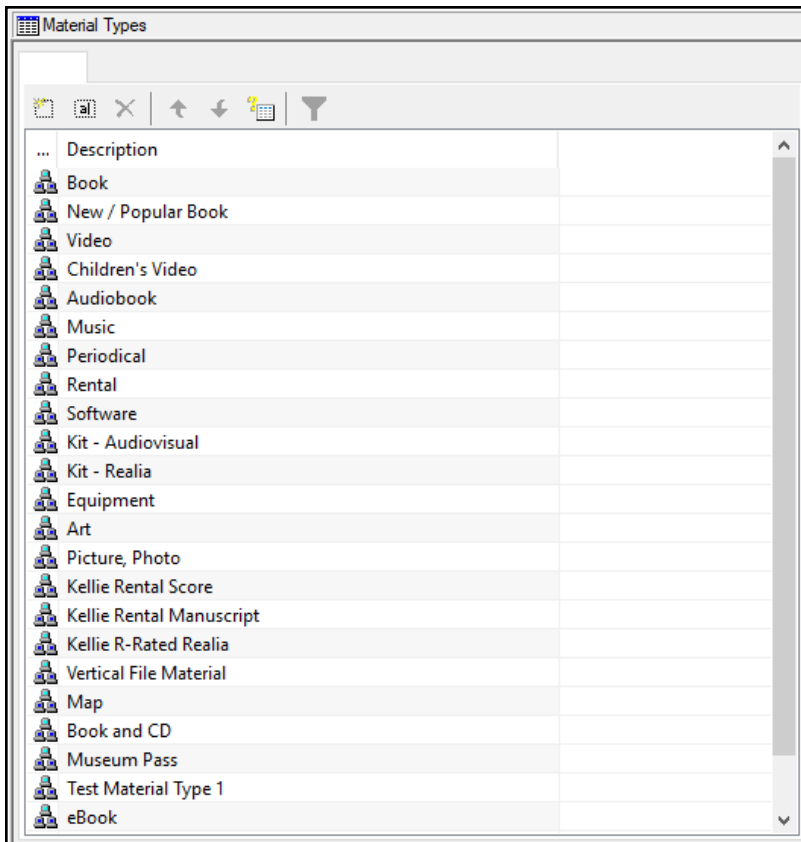 Material Types
a
... Description
Book
New / Popular Book
Video
Children's Video
Audiobook
Music
Periodical
Rental
Software
Kit - Audiovisual
Kit - Realia
Equipment
Art
Picture, Photo
Kellie Rental Score
Kellie Rental Manuscript
Kellie R-Rated Realia
Vertical File Material
Map
Book and CD
Museum Pass
Test Material Type 1
eBook